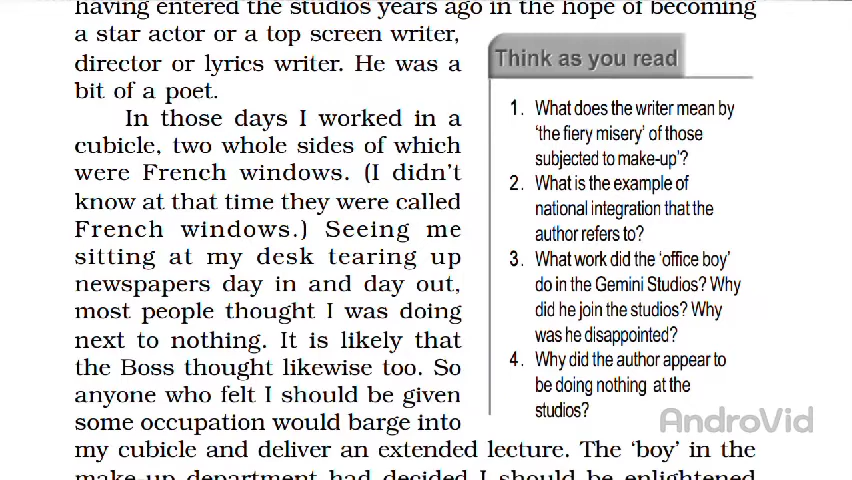 having entered the studios years ago in the hope of becoming
a star actor or a top screen writer,
director or lyrics writer. He was a
bit of a poet.
In those days I worked in a
cubicle, two whole sides of which
were French windows. (I didn't
know at that time they were called
French windows.) Seeing me
sitting at my desk tearing up
newspapers day in and day out,
most people thought I was doing
next to nothing. It is likely that
the Boss thought likewise too. So
anyone who felt I should be given
some occupation would barge into
my cubicle and deliver an extended lecture. The 'boy' in the
make-up department had decided I should be enlightened
Think as you read
1. What does the writer mean by
'the fiery misery' of those
subjected to make-up'?
2. What is the example of
national integration that the
author refers to?
3. What work did the 'office boy'
do in the Gemini Studios? Why
did he join the studios? Why
was he disappointed?
4. Why did the author appear to
be doing nothing at the
studios?
AndroVid